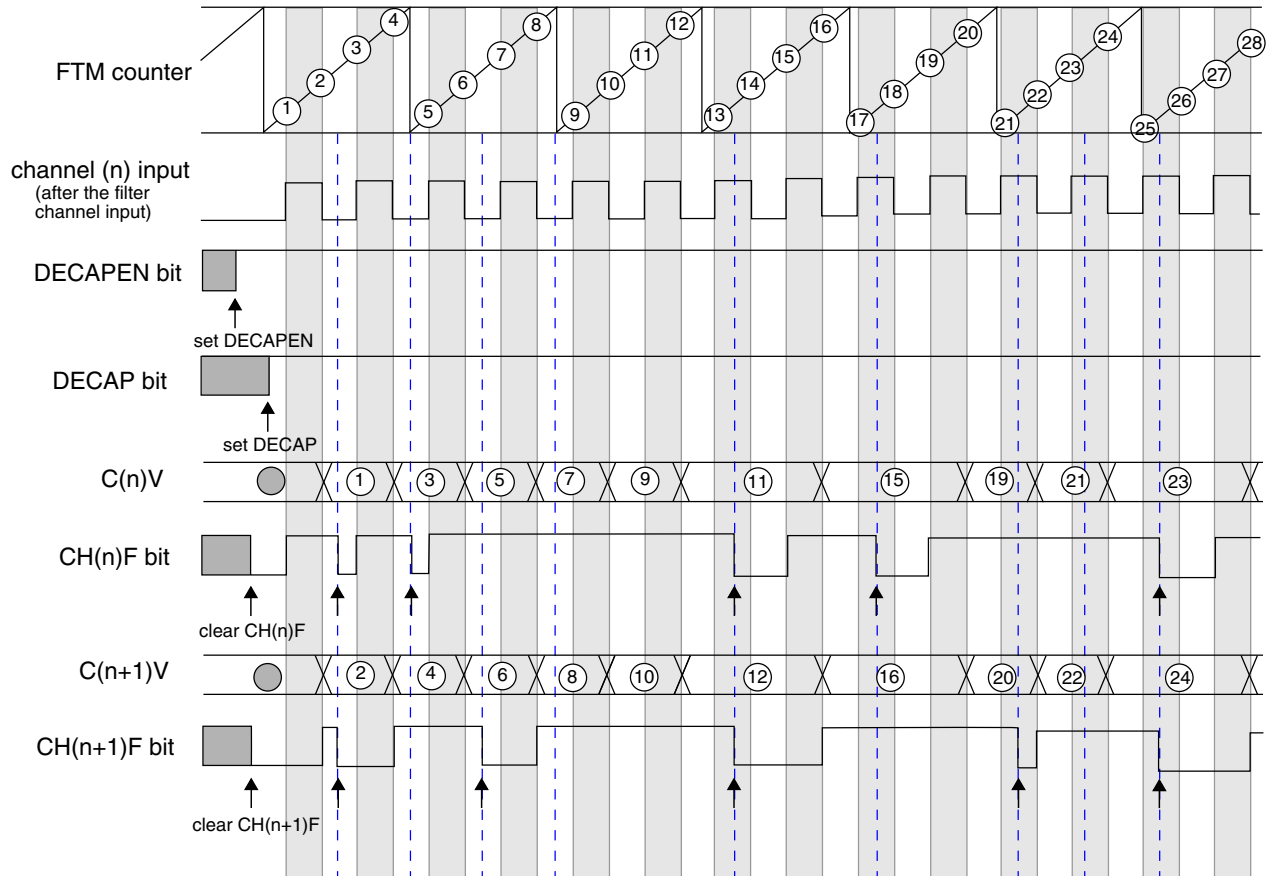 4 8 12 16 20 24 28
3 7 11 15 19 23 27
FTM counter
2 6 10 14 18 22 26
1 5 9 13 17 21 25
channel (n) input
(after the filter
channel input)
DECAPEN bit
set DECAPEN
DECAP bit
set DECAP
C(n)V 1 3 5 7 9 11 15 19 21 23
CH(n)F bit
clear CH(n)F
C(n+1)V 2 4 6 8 10 12 16 20 22 24
CH(n+1)F bit
clear CH(n+1)F